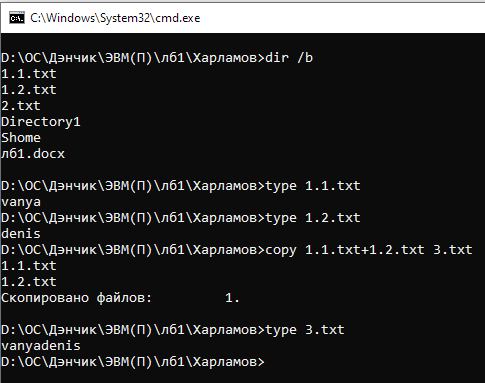 C:\Windows\System32\cmd.exe
D:\ОС\Дэнчик\ЭВМ(П)\лб1\Харламов>dir /b
1.1.txt
1.2.txt
2.txt
Directory1
Shome
лб1.docx
D:\ОС\Дэнчик\ЭВМ(П)\лб1\Харламов>type 1.1.txt
vanya
D:\ОС\Дэнчик\ЭВМ(П)\лб1\Харламов>type 1.2.txt
denis
D:\ОС\Дэнчик\ЭВМ(П)\лб1\Харламов>copy 1.1.txt+1.2.txt 3.txt
1.1.txt
1.2.txt
Скопировано файлов:         1.
D:\ОС\Дэнчик\ЭВМ(П)\лб1\Харламов>type 3.txt
vanyadenis
D:\ОС\Дэнчик\ЭВМ(П)\лб1\Харламов>